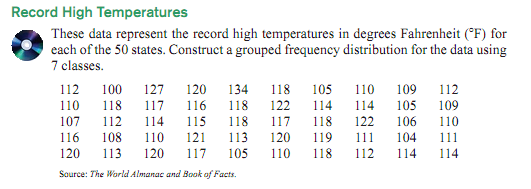 Record High Temperatures
These data represent the record high temperatures in degrees Fahrenheit (°F) for
each of the 50 states. Construct a grouped frequency distribution for the data using
7 classes.
112 100 127 120 134 118 105 110 109 112
110 118 117 116 118 122 114 114 105 109
107 112 114 115 118 117 118 122 106 110
116 108 110 121 113 120 119 111 104 111
120 113 120 117 105 110 118 112 114 114
Source: The World Almanac and Book of Facts.